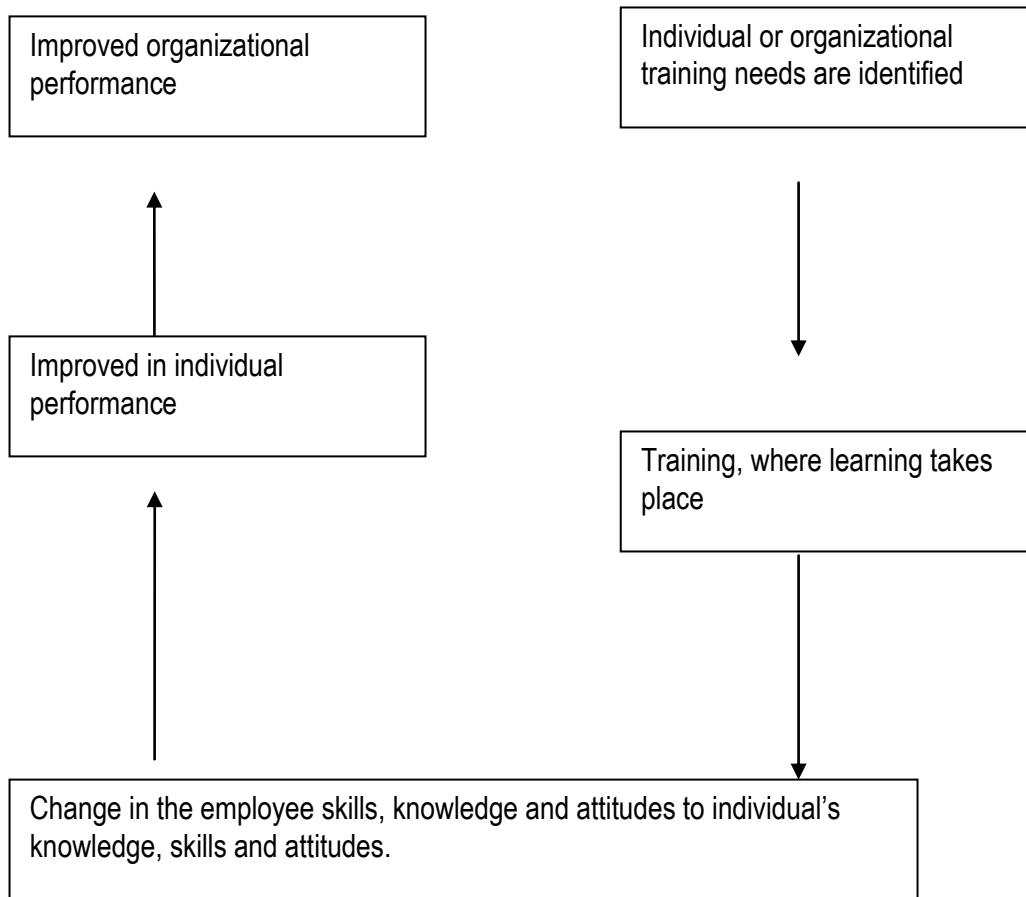 Improved organizational
performance
Individual or organizational
training needs are identified
Improved in individual
performance
Training, where learning takes
place
Change in the employee skills, knowledge and attitudes to individual’s
knowledge, skills and attitudes.